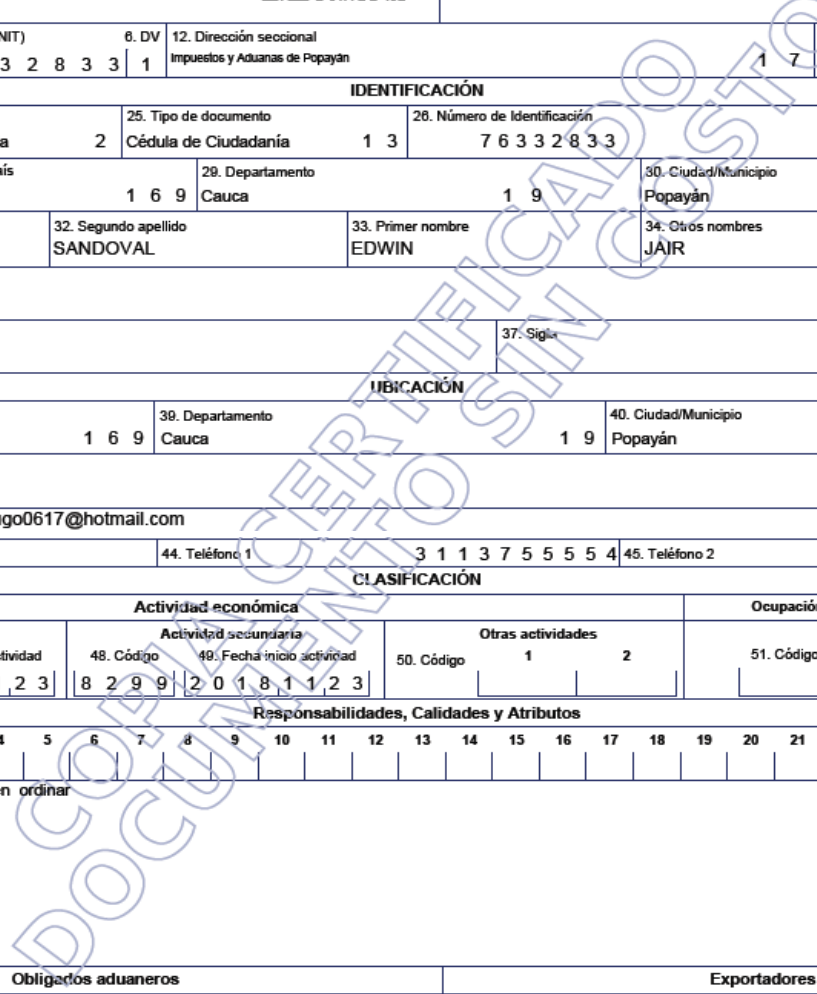 NIT) 6. DV 12. Dirección seccional
3 2 8 3 3 1 Impuestos y Aduanas de Popayán 1 7
IDENTIFICACIÓN
25. Tipo de documento 26. Número de Identificación
a 2 Cédula de Ciudadanía 1 3 7 6 3 3 2 8 3 3
aís 29. Departamento 30. Ciudad/Municipio
1 6 9 Cauca 1 9 Popayán
32. Segundo apellido 33. Primer nombre 34. Otros nombres
SANDOVAL EDWIN JAIR
37. Sigla
UBICACIÓN
39. Departamento 40. Ciudad/Municipio
1 6 9 Cauca 1 9 Popayán
go0617@hotmail.com
44. Teléfono 1 3 1 1 3 7 5 5 5 5 4 45. Teléfono 2
CLASIFICACIÓN
Actividad económica Ocupación
Actividad secundaria Otras actividades
tividad 48. Código 49. Fecha inicio actividad 50. Código 1 2 51. Código
2 3 8 2 9 9 2 0 1 8 1 1 2 3
Responsabilidades, Calidades y Atributos
4 5 6 7 8 9 10 11 12 13 14 15 16 17 18 19 20 21
en ordinar
Obligados aduaneros Exportadores
COPIA CERTIFICADO
DOCUMENTO SIN COSTO